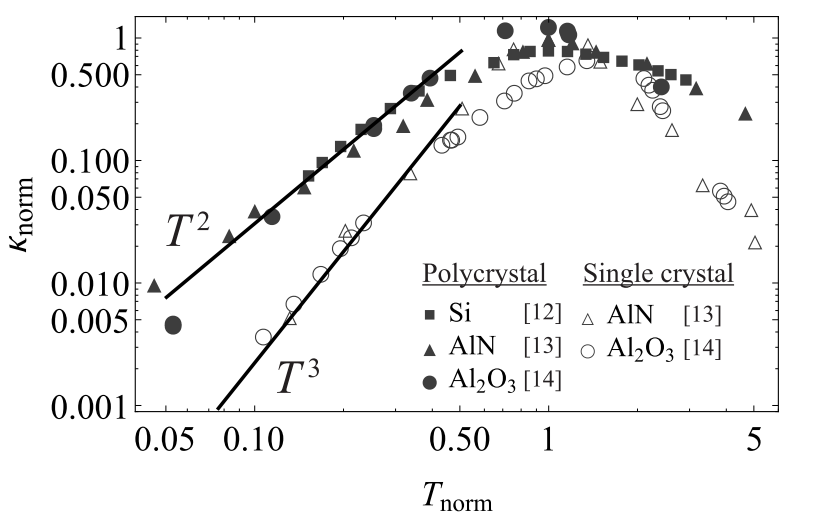 1
0.500
0.100
0.050
0.010
0.005
0.001
κnorm
T²
T³
Polycrystal Single crystal
■ Si [12] △ AlN [13]
▲ AlN [13] ○ Al₂O₃ [14]
● Al₂O₃ [14]
0.05 0.10 0.50 1 5
Tnorm